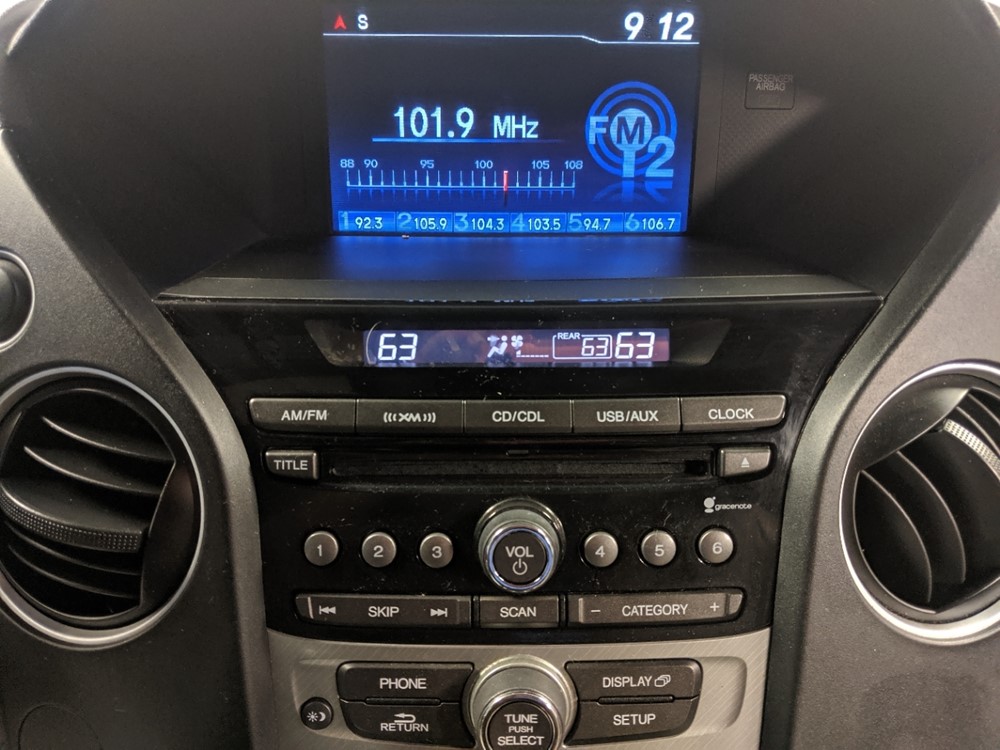 S
9 12
PASSENGER
AIRBAG
101.9 MHz
FM2
88 90 95 100 105 108
1 92.3 2 105.9 3 104.3 4 103.5 5 94.7 6 106.7
63 REAR 63 63
AM/FM (((XM))) CD/CDL USB/AUX CLOCK
TITLE
gracenote
1 2 3 VOL 4 5 6
SKIP SCAN − CATEGORY +
PHONE DISPLAY
RETURN TUNE SETUP
PUSH
SELECT